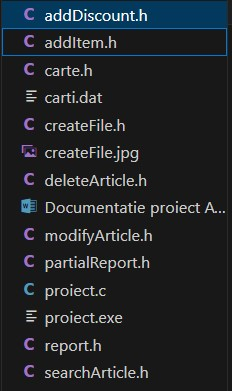 C addDiscount.h
C addItem.h
C carte.h
carti.dat
C createFile.h
createFile.jpg
C deleteArticle.h
Documentatie proiect A...
C modifyArticle.h
C partialReport.h
C proiect.c
proiect.exe
C report.h
C searchArticle.h